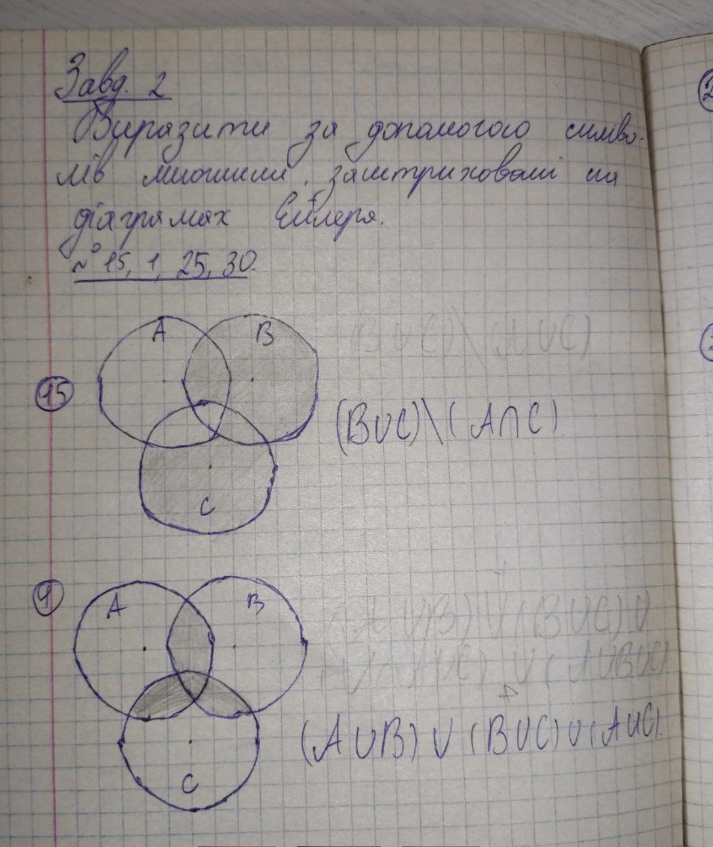 Завд. 2
Виразити за допомогою симво-
лів множини, заштриховані на
діаграмах Ейлера.
№ 15, 1, 25, 30.
A B
(B∪C)\(A∪C)
15
(B∪C)\(A∩C).
C
1
A B
(A∪B)∪(B∪C)∪
∪(A∪C)∪(A∪B∪C)
(A∪B)∪(B∪C)∪(A∪C).
C